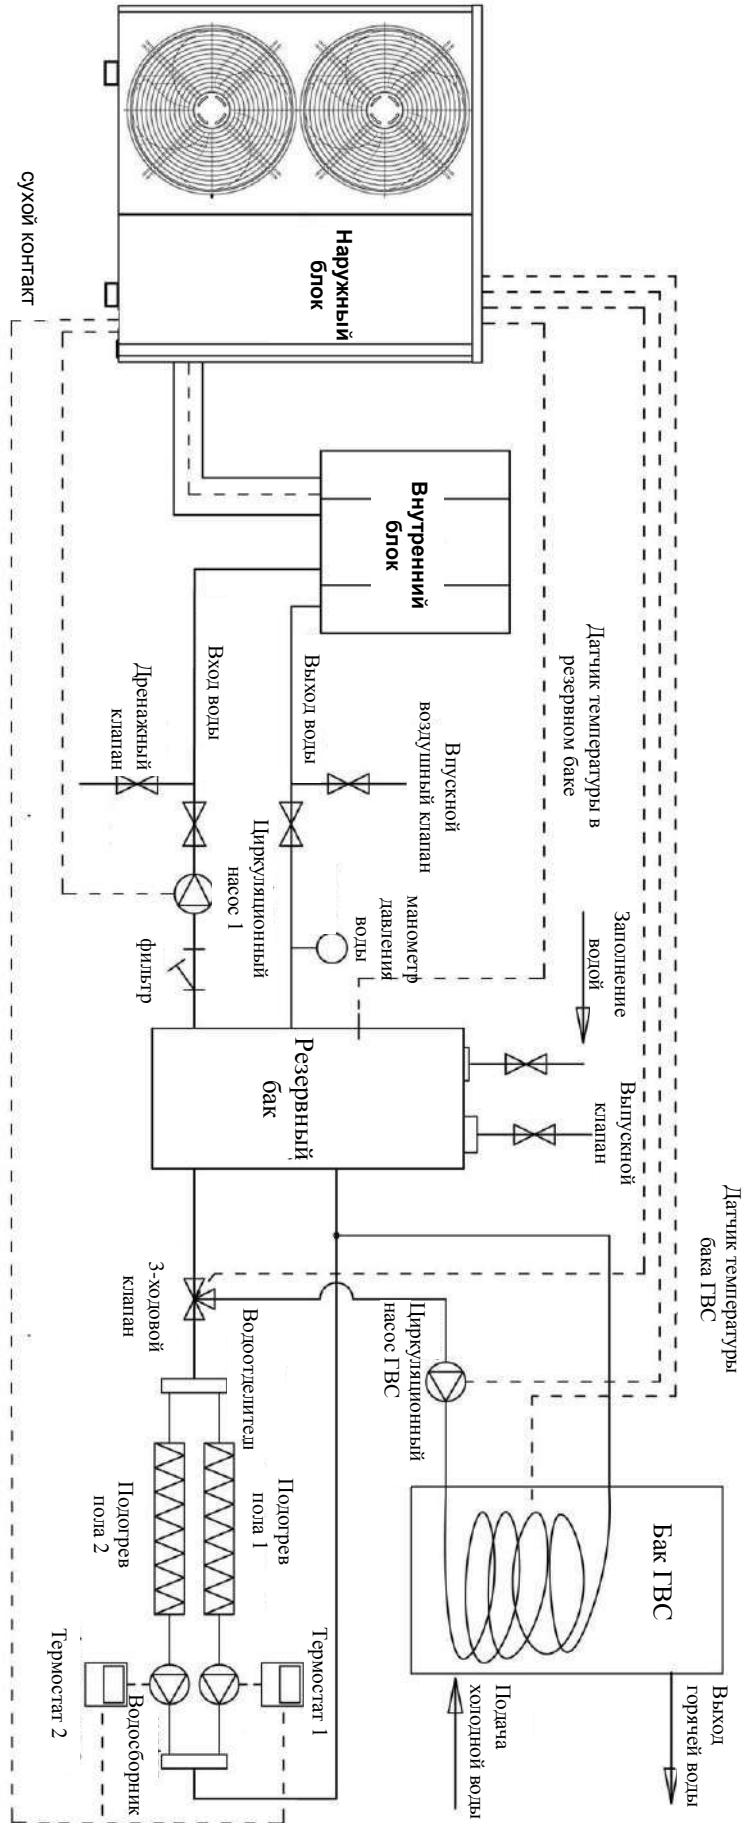 Наружный
блок
сухой контакт
Внутренний
блок
Датчик температуры в
резервном баке
Вход воды
Выход воды
Дренажный
клапан
Впускной
воздушный клапан
Циркуляционный
насос 1
манометр
давления
воды
фильтр
Заполнение
водой
Выпускной
клапан
Резервный
бак
Датчик температуры
бака ГВС
3-ходовой
клапан
Водоотделител
Циркуляционный
насос ГВС
Подогрев
пола 1
Подогрев
пола 2
Бак ГВС
Термостат 1
Термостат 2
Водосборник
Подача
холодной воды
Выход
горячей воды